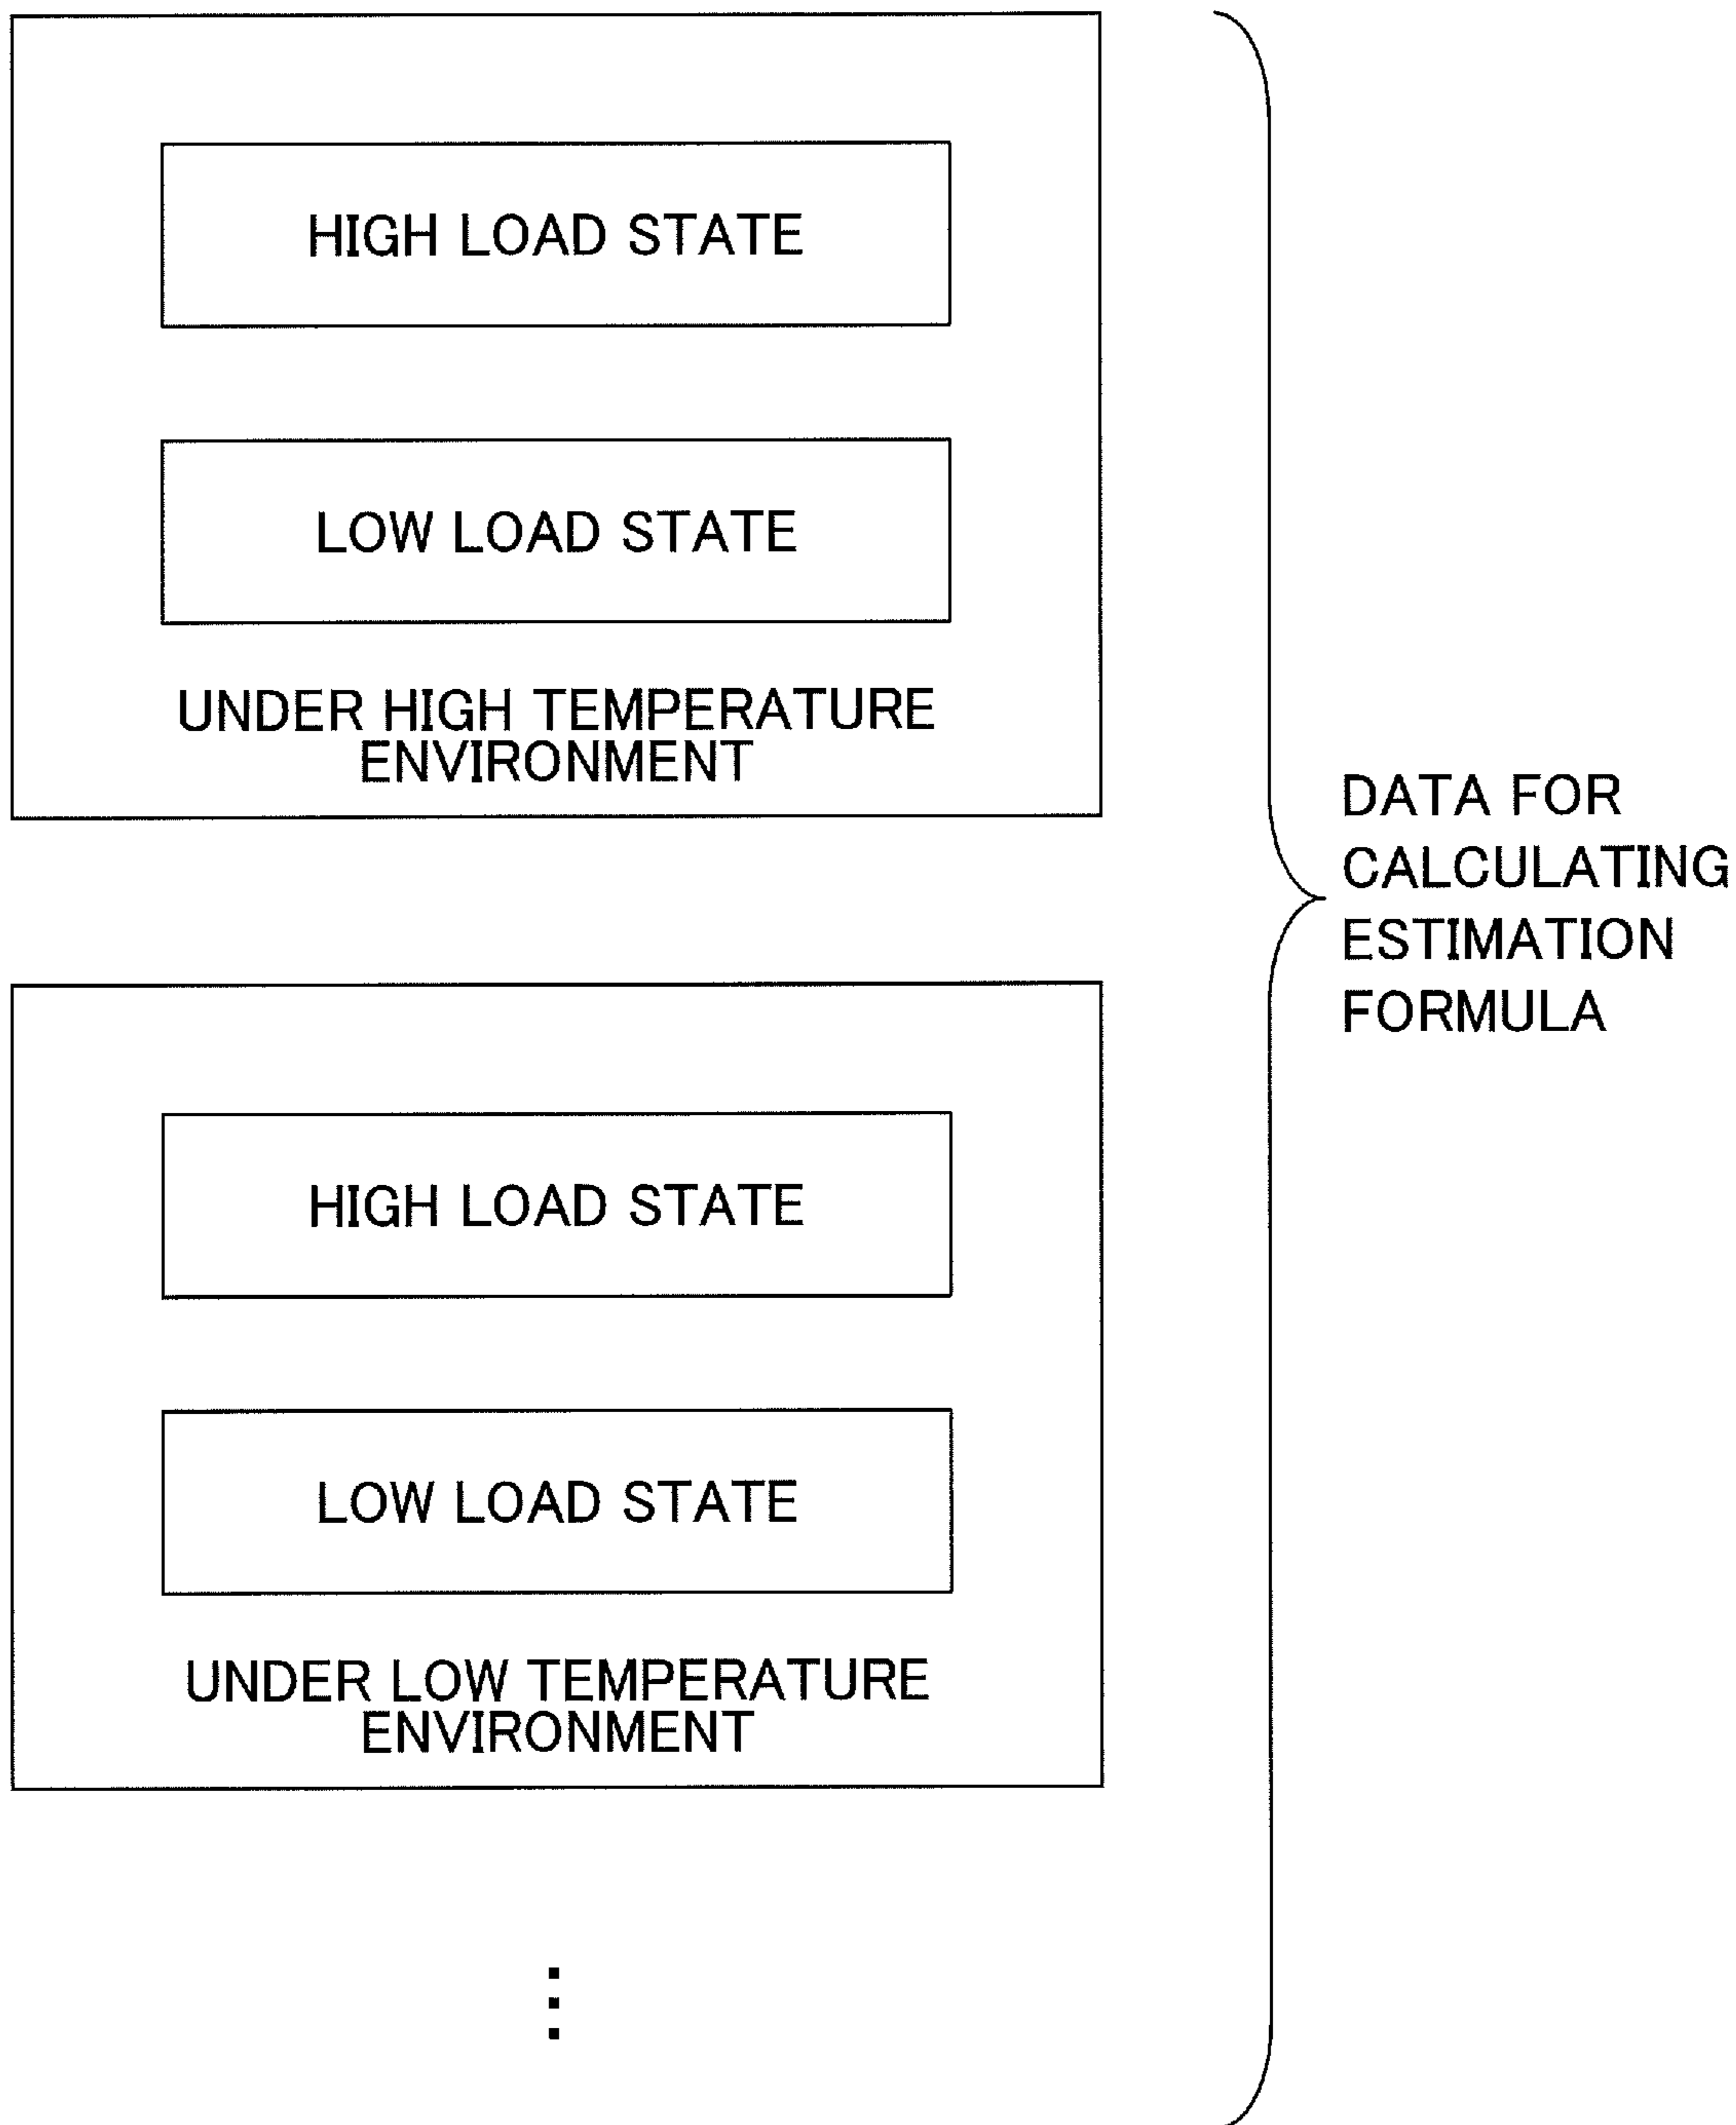 HIGH LOAD STATE
LOW LOAD STATE
UNDER HIGH TEMPERATURE
ENVIRONMENT
DATA FOR
CALCULATING
ESTIMATION
FORMULA
HIGH LOAD STATE
LOW LOAD STATE
UNDER LOW TEMPERATURE
ENVIRONMENT